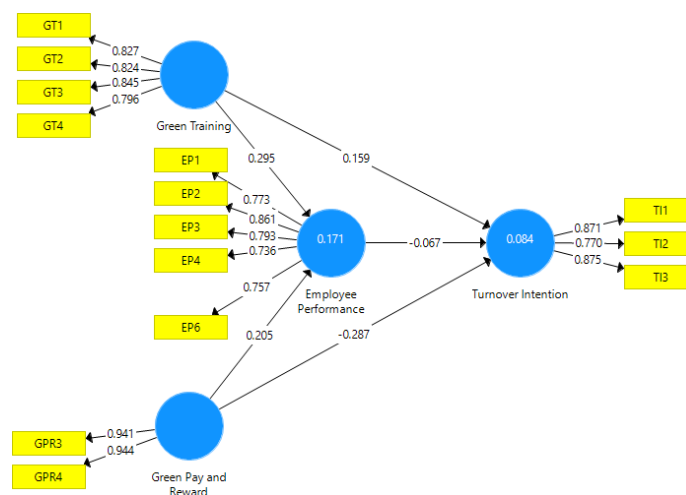 GT1
GT2
GT3
GT4
0.827
0.824
0.845
0.796
Green Training
0.295
0.159
EP1
EP2
EP3
EP4
EP6
0.773
0.861
0.793
0.736
0.757
0.171
Employee
Performance
-0.067
0.084
Turnover Intention
0.871
0.770
0.875
TI1
TI2
TI3
0.205
-0.287
GPR3
GPR4
0.941
0.944
Green Pay and
Reward